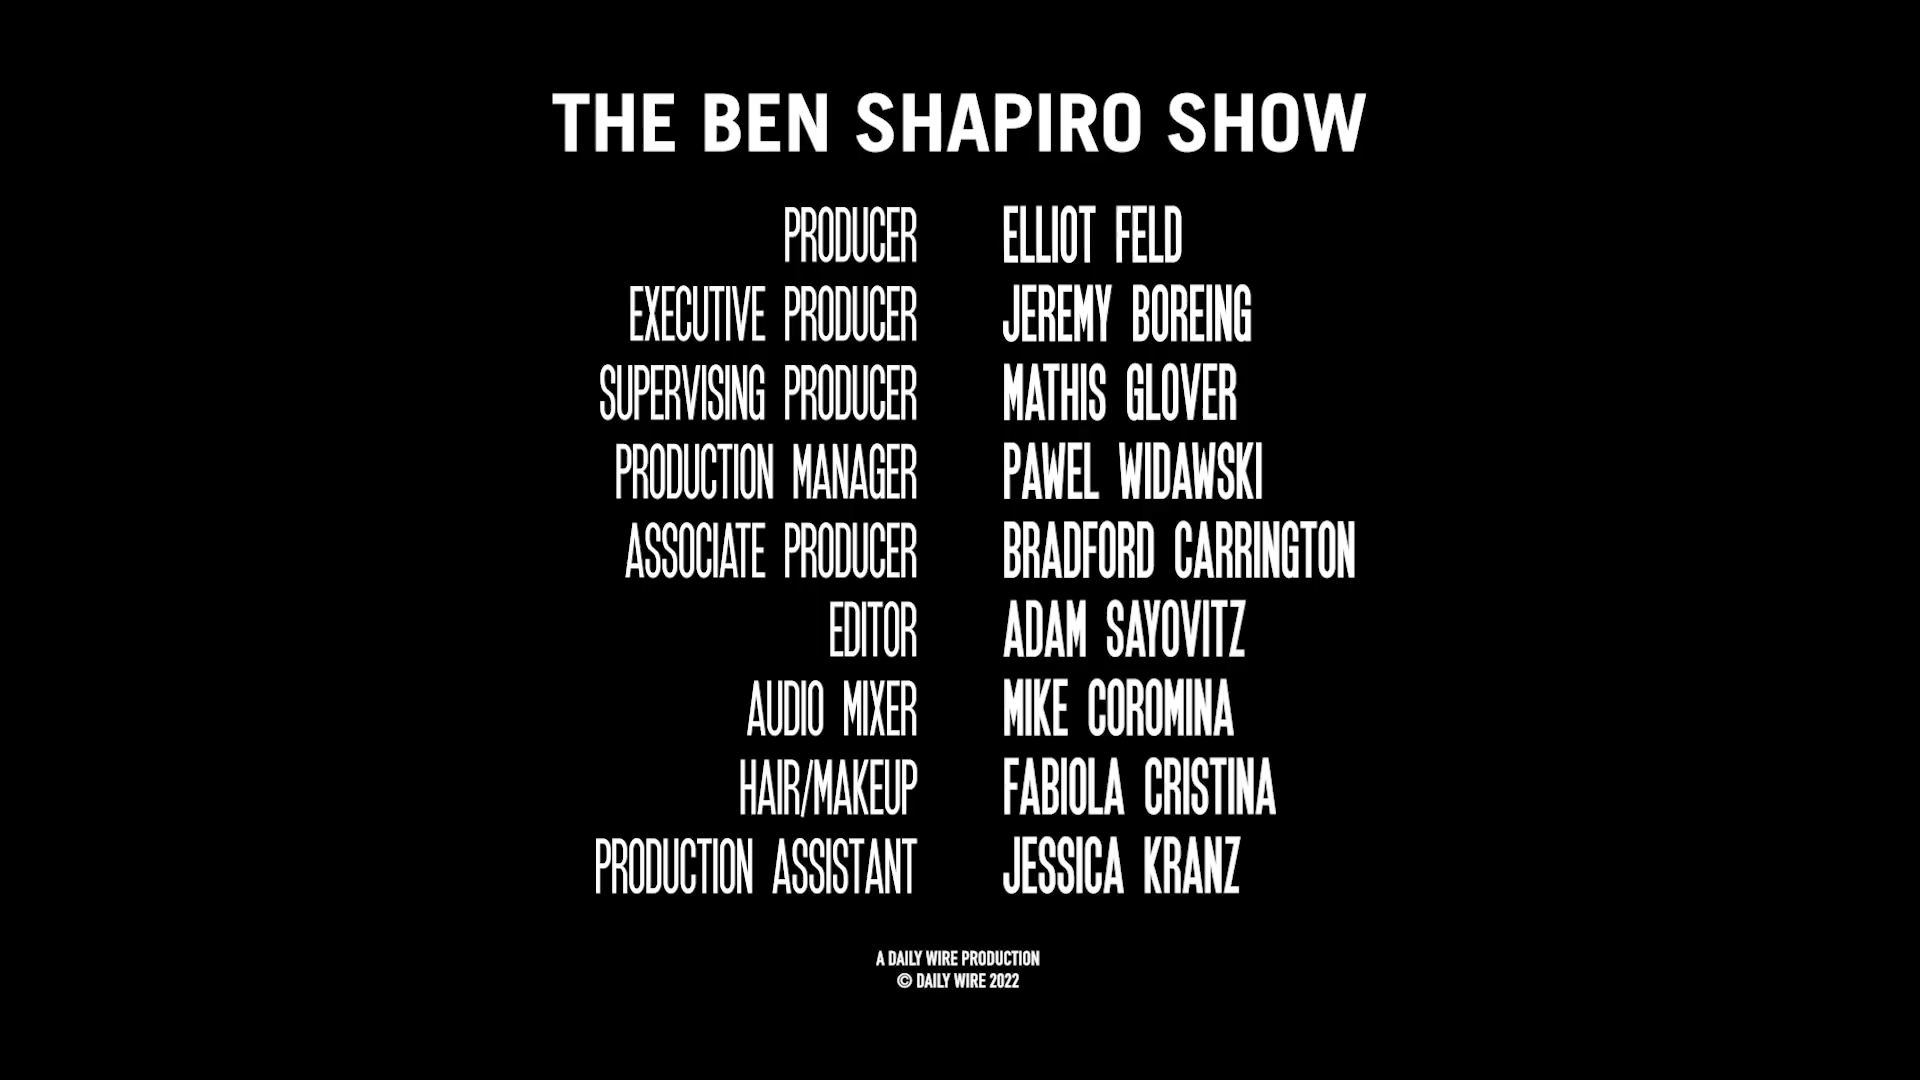 THE BEN SHAPIRO SHOW
PRODUCER ELLIOT FELD
EXECUTIVE PRODUCER JEREMY BOREING
SUPERVISING PRODUCER MATHIS GLOVER
PRODUCTION MANAGER PAWEL WIDAWSKI
ASSOCIATE PRODUCER BRADFORD CARRINGTON
EDITOR ADAM SAYOVITZ
AUDIO MIXER MIKE COROMINA
HAIR/MAKEUP FABIOLA CRISTINA
PRODUCTION ASSISTANT JESSICA KRANZ
A DAILY WIRE PRODUCTION
© DAILY WIRE 2022